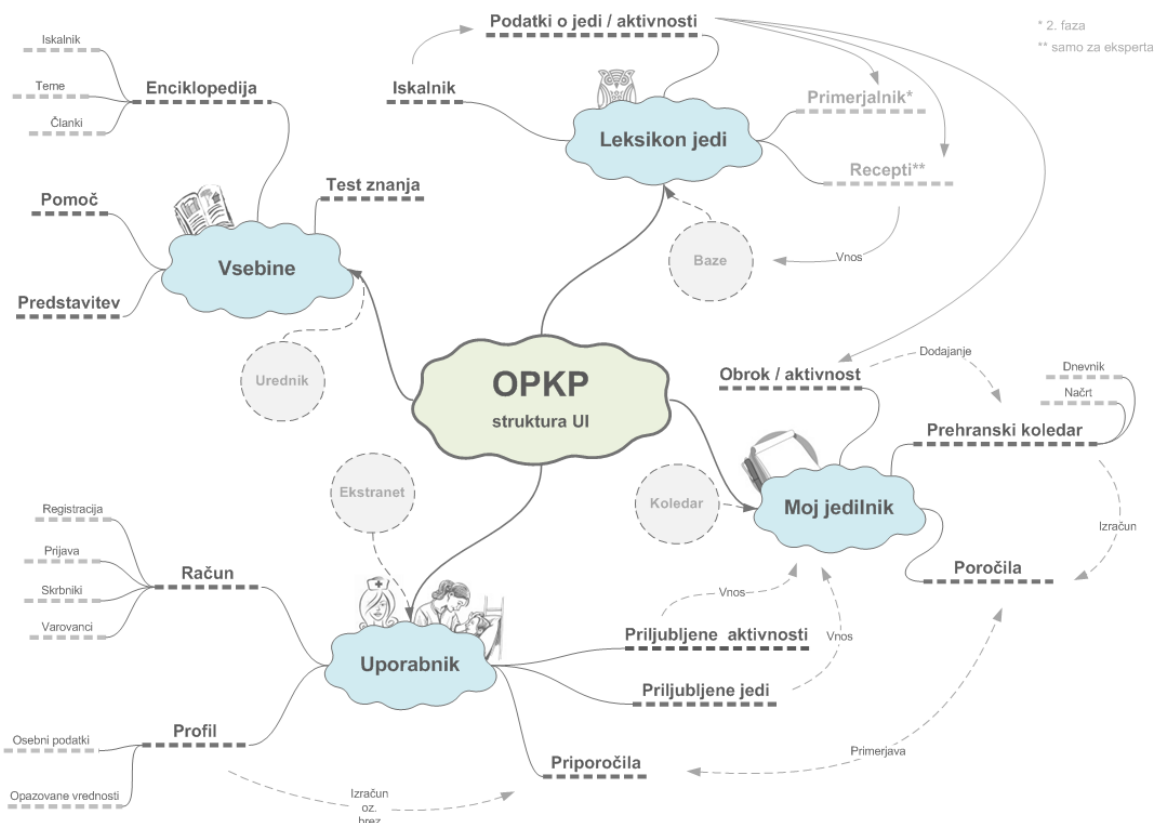 Podatki o jedi / aktivnosti
* 2. faza
** samo za eksperta
Iskalnik
Enciklopedija
Teme
Članki
Iskalnik
Primerjalnik*
Leksikon jedi
Recepti**
Test znanja
Pomoč
Vsebine
Baze
Vnos
Predstavitev
Urednik
OPKP
struktura UI
Dodajanje
Obrok / aktivnost
Dnevnik
Načrt
Prehranski koledar
Ekstranet
Koledar
Moj jedilnik
Izračun
Registracija
Prijava
Račun
Skrbniki
Varovanci
Poročila
Vnos
Priljubljene aktivnosti
Vnos
Uporabnik
Priljubljene jedi
Profil
Osebni podatki
Opazovane vrednosti
Priporočila
Primerjava
Izračun
oz.
brez